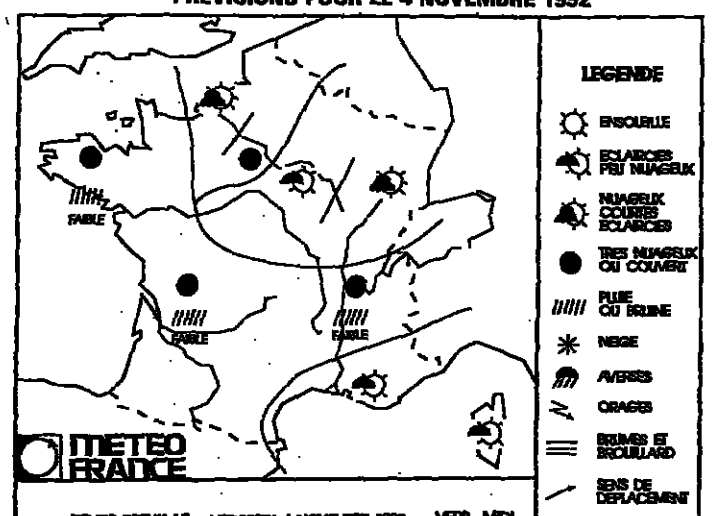 PREVISIONS POUR LE 4 NOVEMBRE 1992
LEGENDE
ENSOLEILLE
ECLAIRCIES
PEU NUAGEUX
NUAGEUX
COURTES
ECLAIRCIES
TRES NUAGEUX
OU COUVERT
PLUIE
OU BRUINE
NEIGE
AVERSES
ORAGES
BRUMES ET
BROUILLARD
SENS DE
DEPLACEMENT
FAIBLE
FAIBLE
FAIBLE
METEO
FRANCE